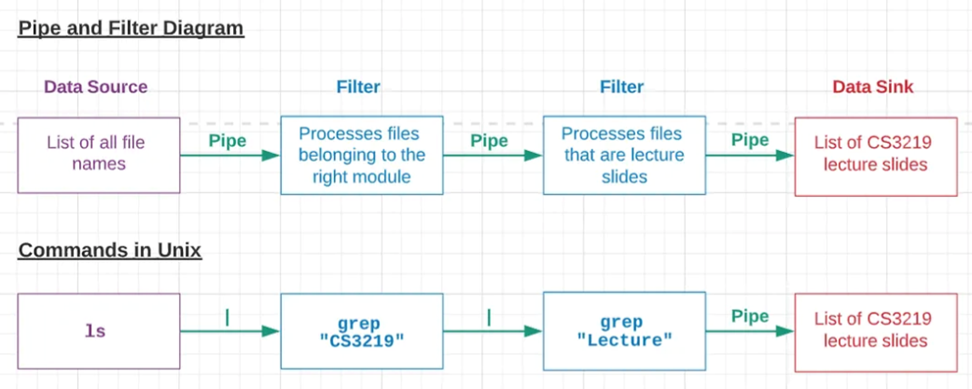 Pipe and Filter Diagram
Data Source
Filter
Filter
Data Sink
List of all file
names
Pipe
Processes files
belonging to the
right module
Pipe
Processes files
that are lecture
slides
Pipe
List of CS3219
lecture slides
Commands in Unix
ls
|
grep
"CS3219"
|
grep
"Lecture"
Pipe
List of CS3219
lecture slides